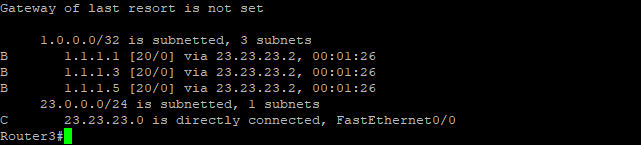 Gateway of last resort is not set
1.0.0.0/32 is subnetted, 3 subnets
B 1.1.1.1 [20/0] via 23.23.23.2, 00:01:26
B 1.1.1.3 [20/0] via 23.23.23.2, 00:01:26
B 1.1.1.5 [20/0] via 23.23.23.2, 00:01:26
23.0.0.0/24 is subnetted, 1 subnets
C 23.23.23.0 is directly connected, FastEthernet0/0
Router3#